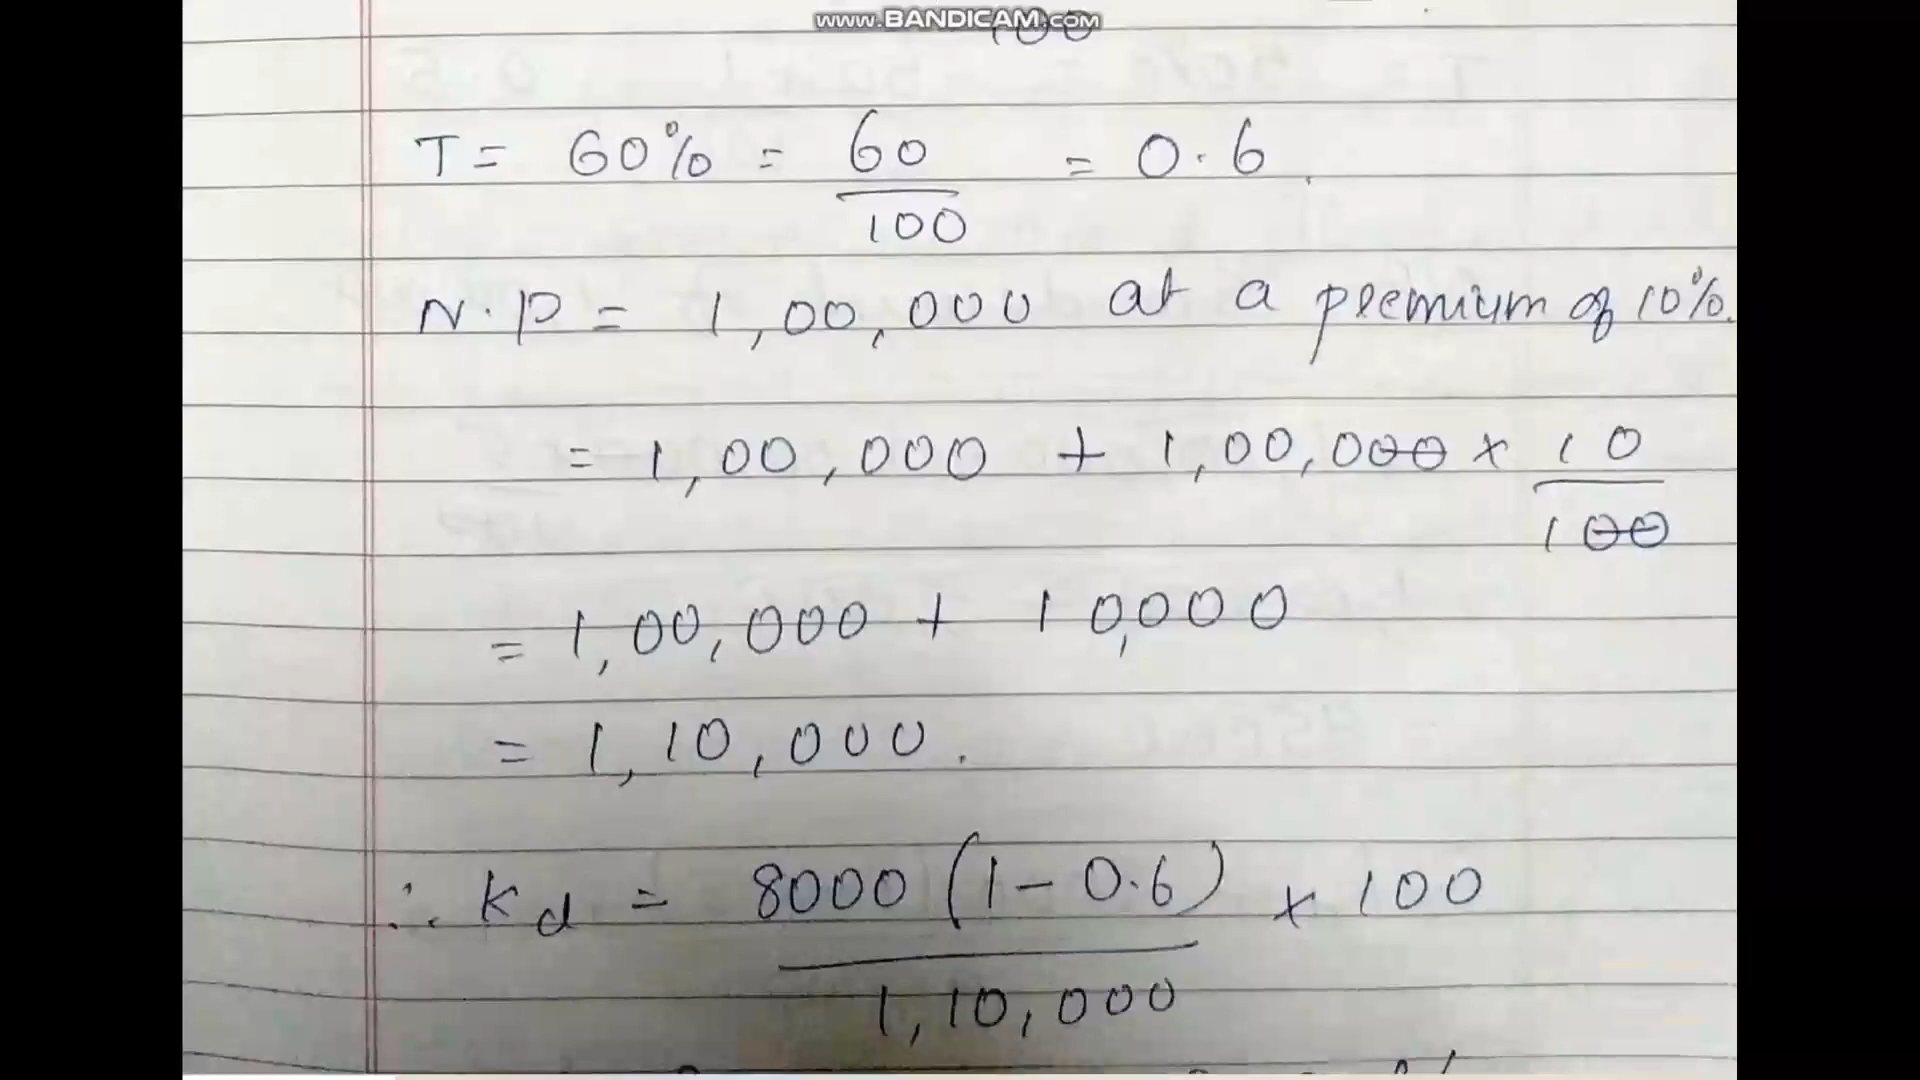 www.BANDICAM.com
100
T = 60% = 60/100 = 0.6.
N.P = 1,00,000 at a premium of 10%.
= 1,00,000 + 1,00,000 × 10/100
= 1,00,000 + 10,000
= 1,10,000.
∴ Kd = 8000 (1 - 0.6) / 1,10,000 × 100